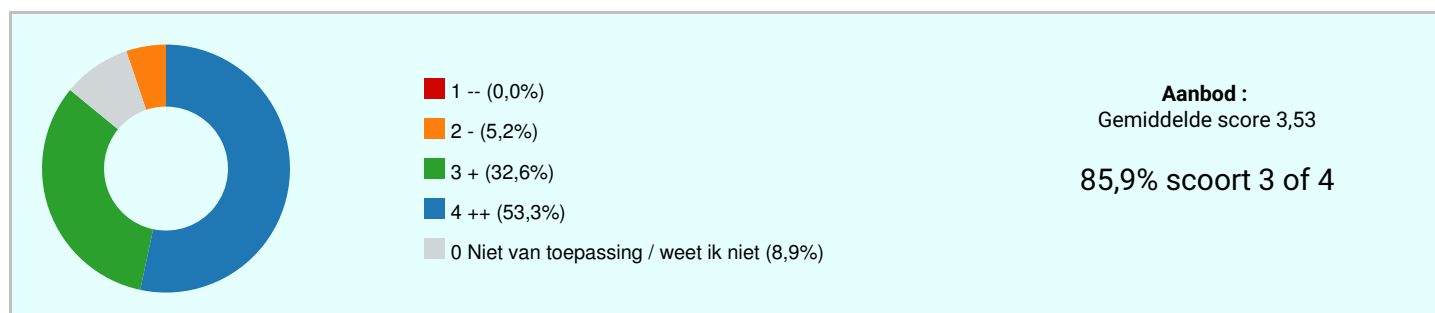 1 -- (0,0%)
2 - (5,2%)
3 + (32,6%)
4 ++ (53,3%)
0 Niet van toepassing / weet ik niet (8,9%)
Aanbod :
Gemiddelde score 3,53
85,9% scoort 3 of 4